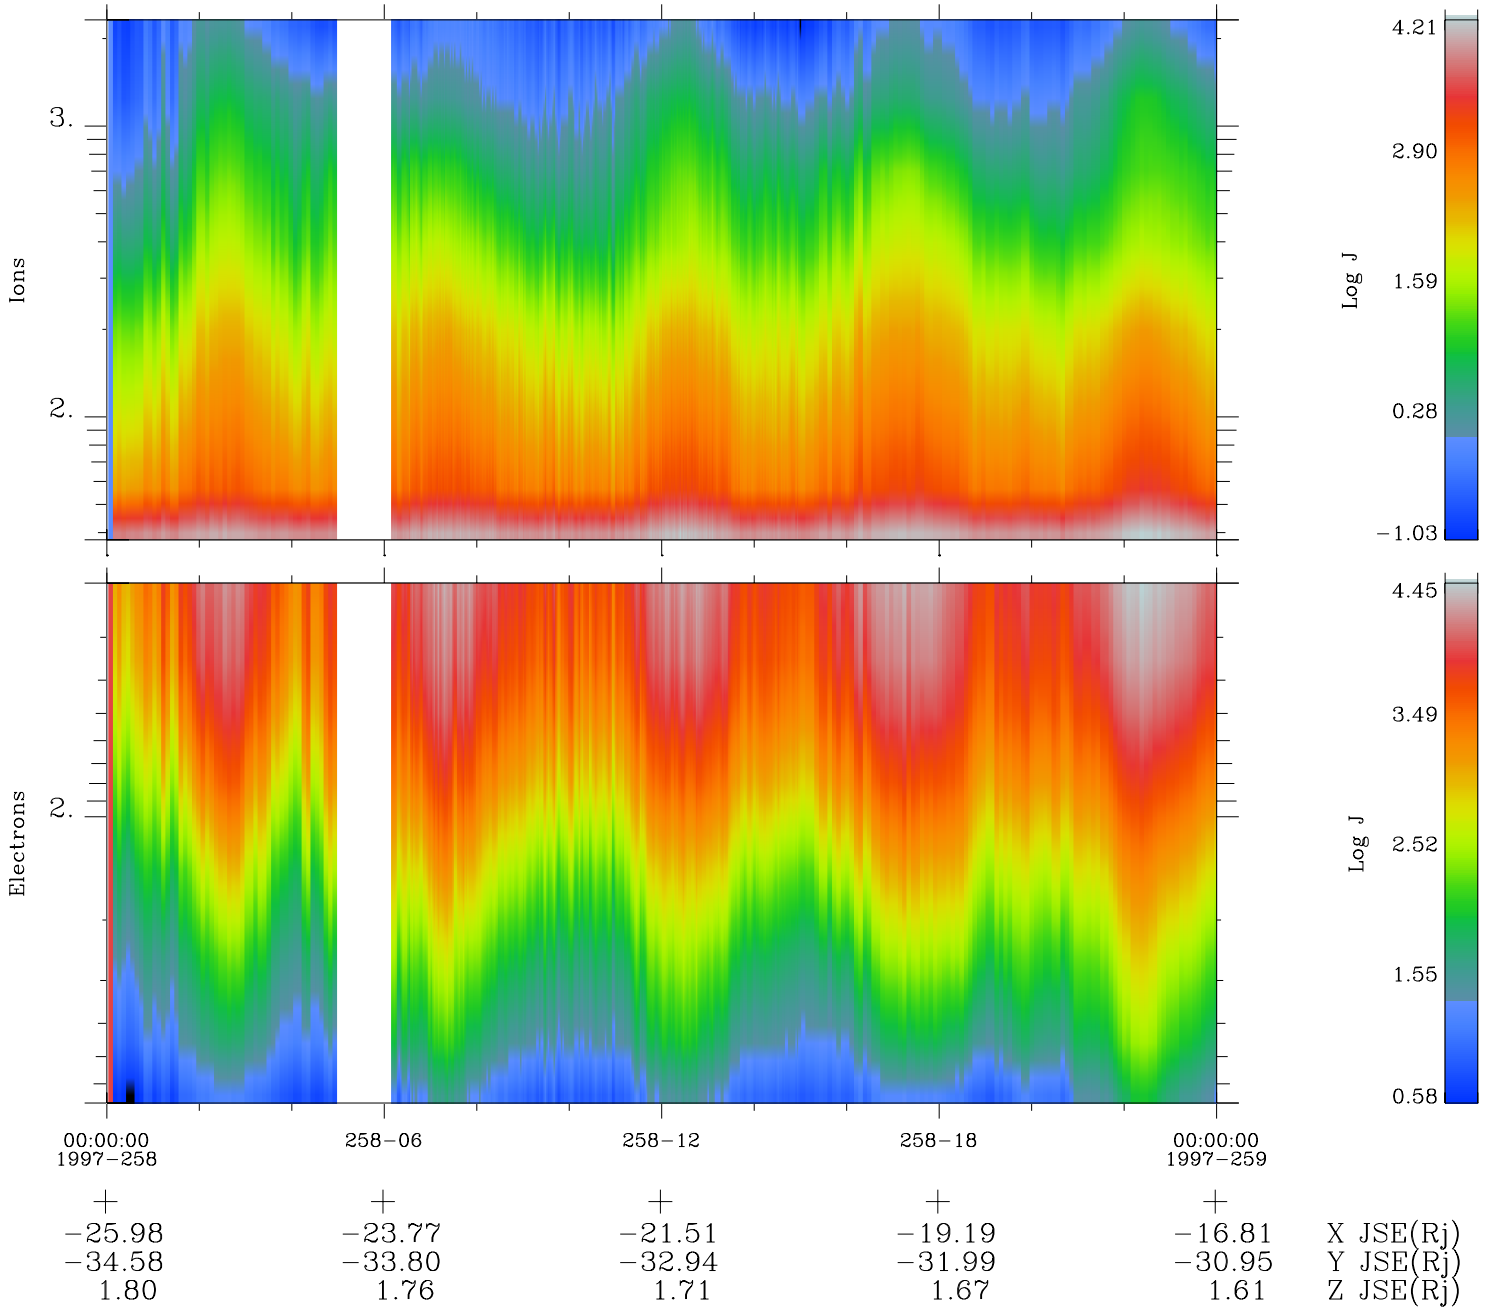 4.21
3.
2.90
Ions
Log J
1.59
2.
0.28
-1.03
4.45
3.49
2.
Electrons
Log J
2.52
1.55
0.58
00:00:00 258-06 258-12 258-18 00:00:00
1997-258 1997-259
-25.98 -23.77 -21.51 -19.19 -16.81 X JSE(Rj)
-34.58 -33.80 -32.94 -31.99 -30.95 Y JSE(Rj)
1.80 1.76 1.71 1.67 1.61 Z JSE(Rj)